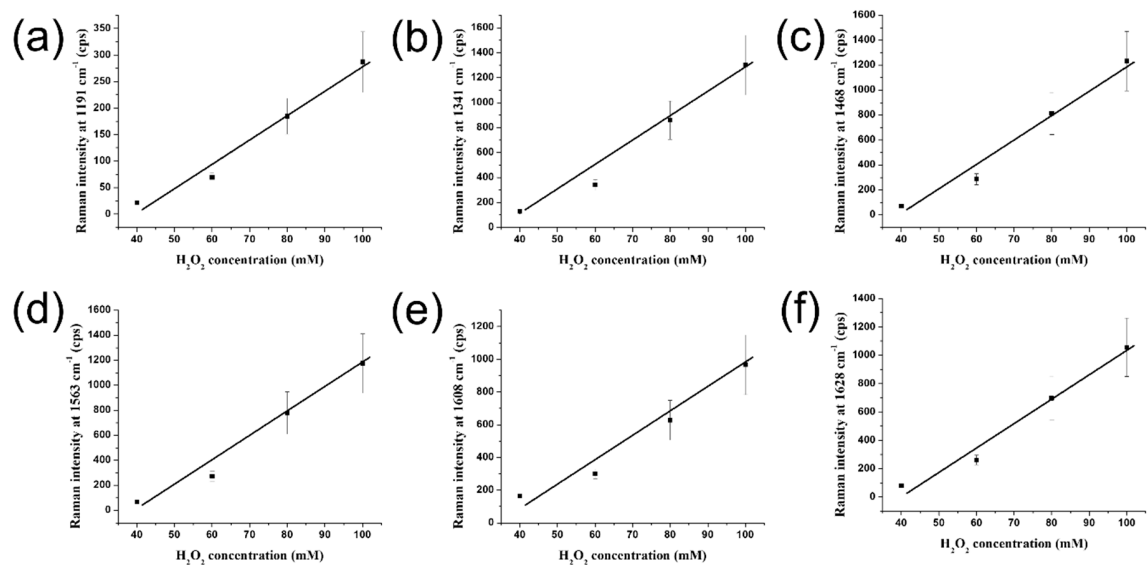 (a)
Raman intensity at 1191 cm⁻¹ (cps)
350
300
250
200
150
100
50
0
40 50 60 70 80 90 100
H₂O₂ concentration (mM)
(b)
Raman intensity at 1341 cm⁻¹ (cps)
1600
1400
1200
1000
800
600
400
200
0
40 50 60 70 80 90 100
H₂O₂ concentration (mM)
(c)
Raman intensity at 1468 cm⁻¹ (cps)
1600
1400
1200
1000
800
600
400
200
0
40 50 60 70 80 90 100
H₂O₂ concentration (mM)
(d)
Raman intensity at 1563 cm⁻¹ (cps)
1600
1400
1200
1000
800
600
400
200
0
40 50 60 70 80 90 100
H₂O₂ concentration (mM)
(e)
Raman intensity at 1608 cm⁻¹ (cps)
1200
1000
800
600
400
200
0
40 50 60 70 80 90 100
H₂O₂ concentration (mM)
(f)
Raman intensity at 1628 cm⁻¹ (cps)
1400
1200
1000
800
600
400
200
0
40 50 60 70 80 90 100
H₂O₂ concentration (mM)